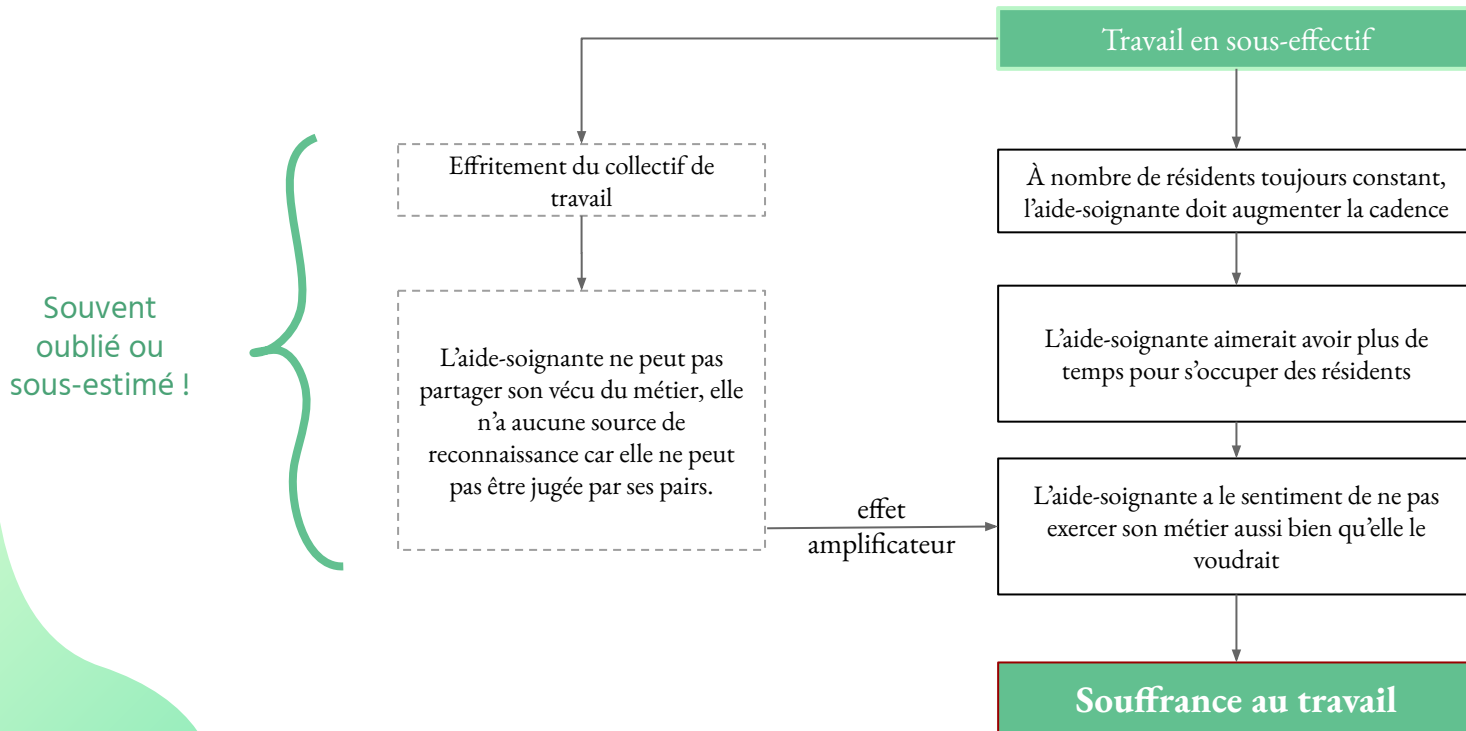 Travail en sous-effectif
Effritement du collectif de
travail
À nombre de résidents toujours constant,
l’aide-soignante doit augmenter la cadence
Souvent
oublié ou
sous-estimé !
L’aide-soignante ne peut pas
partager son vécu du métier, elle
n’a aucune source de
reconnaissance car elle ne peut
pas être jugée par ses pairs.
L’aide-soignante aimerait avoir plus de
temps pour s’occuper des résidents
effet
amplificateur
L’aide-soignante a le sentiment de ne pas
exercer son métier aussi bien qu’elle le
voudrait
Souffrance au travail